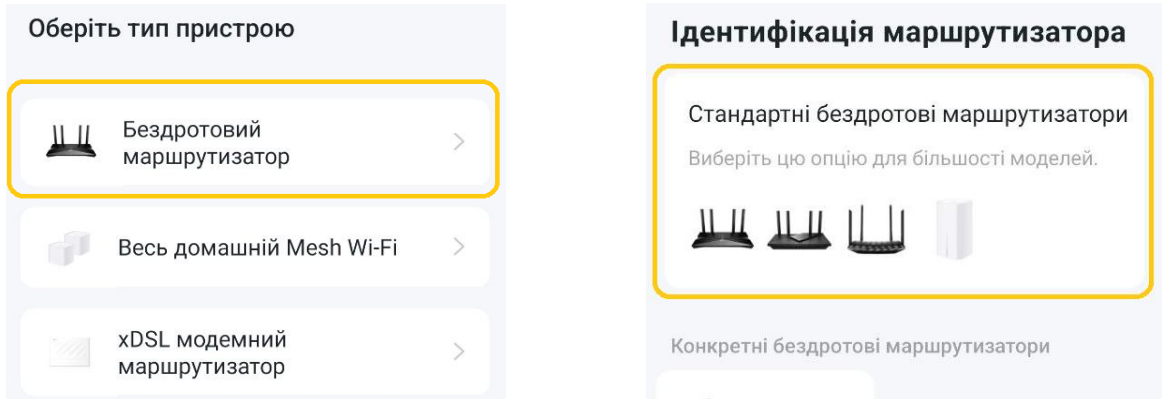 Оберіть тип пристрою
Бездротовий
маршрутизатор
Весь домашній Mesh Wi-Fi
xDSL модемний
маршрутизатор
Ідентифікація маршрутизатора
Стандартні бездротові маршрутизатори
Виберіть цю опцію для більшості моделей.
Конкретні бездротові маршрутизатори